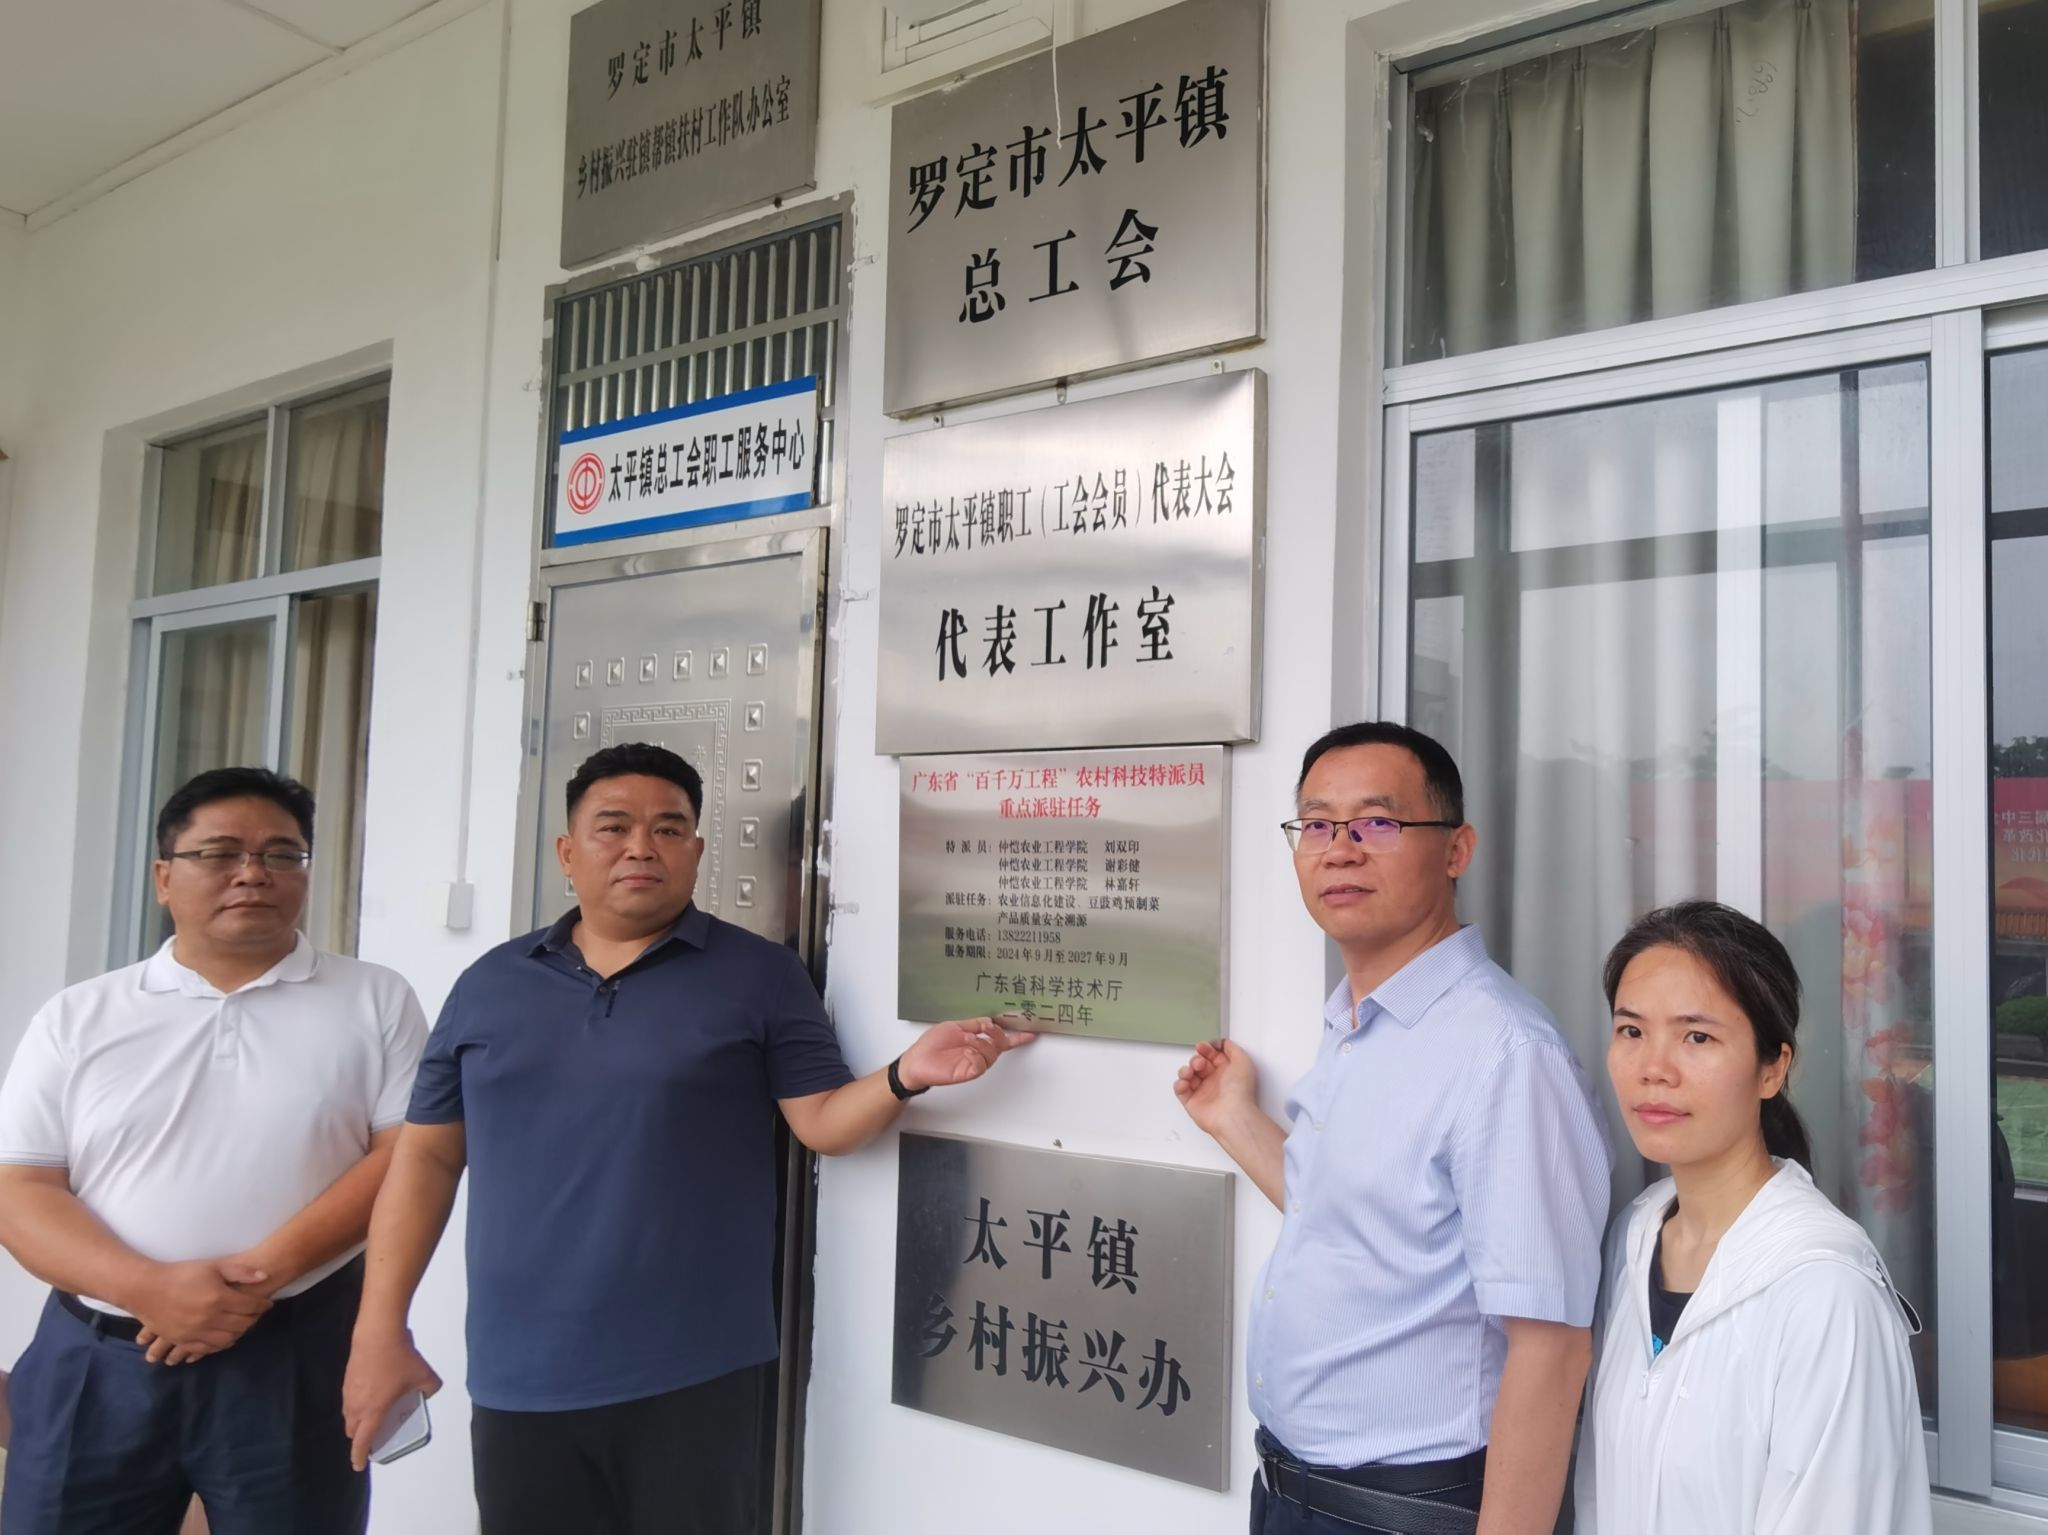 罗定市太平镇
乡村振兴驻镇帮镇扶村工作队办公室
太平镇总工会职工服务中心
罗定市太平镇
总工会
罗定市太平镇职工（工会会员）代表大会
代表工作室
广东省“百千万工程”农村科技特派员
重点派驻任务
特派员：仲恺农业工程学院 刘双印
仲恺农业工程学院 谢彩健
仲恺农业工程学院 林嘉轩
派驻任务：农业信息化建设、豆豉鸡预制菜
产品质量安全溯源
服务电话：13822211958
服务期限：2024年9月至2027年9月
广东省科学技术厅
二零二四年
太平镇
乡村振兴办